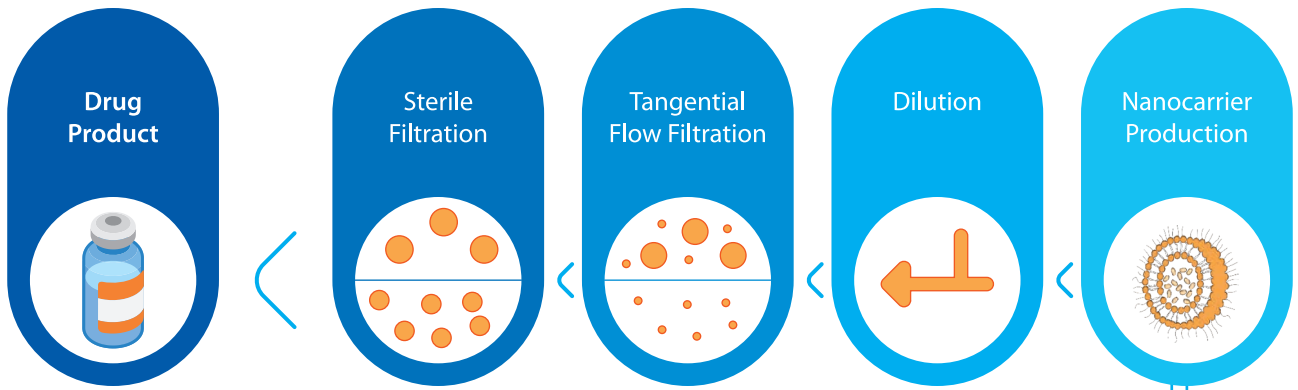 Drug
Product
Sterile
Filtration
Tangential
Flow Filtration
Dilution
Nanocarrier
Production